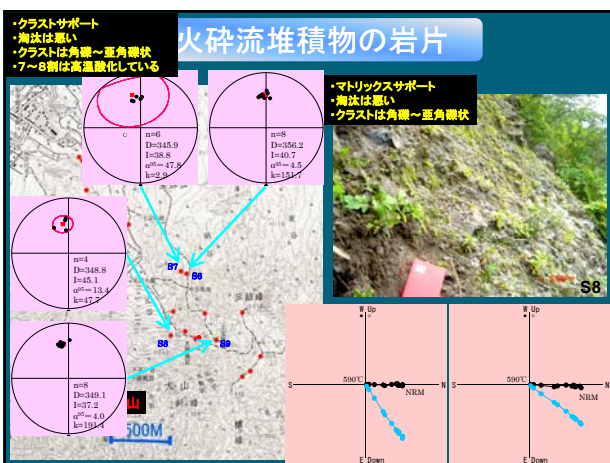 火砕流堆積物の岩片
・クラストサポート
・淘汰は悪い
・クラストは角礫～亜角礫状
・７～８割は高温酸化している
・マトリックスサポート
・淘汰は悪い
・クラストは角礫～亜角礫状
n=6
D=345.9
I=38.8
α95=47.8
k=2.9
n=8
D=356.2
I=40.7
α95=4.5
k=151.7
n=4
D=348.8
I=45.1
α95=13.4
k=47.7
n=8
D=349.1
I=37.2
α95=4.0
k=191.4
S7
S6
S8
S9
三鈷峰
大山
山
500M
S8
W Up
S
N
590℃
NRM
E Down
W Up
N
590℃
NRM
E Down